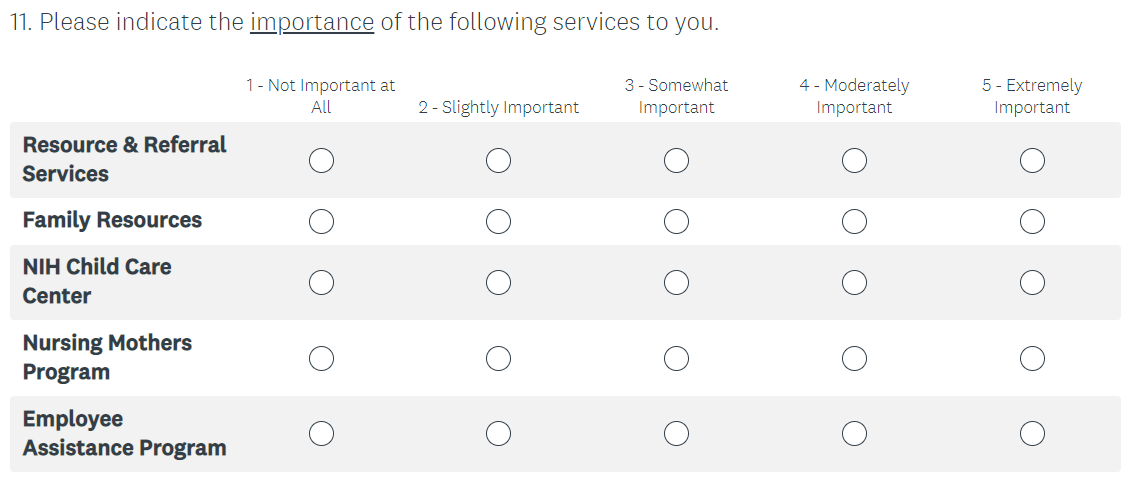 11. Please indicate the importance of the following services to you.
1 - Not Important at
All
2 - Slightly Important
3 - Somewhat
Important
4 - Moderately
Important
5 - Extremely
Important
Resource & Referral
Services
Family Resources
NIH Child Care
Center
Nursing Mothers
Program
Employee
Assistance Program